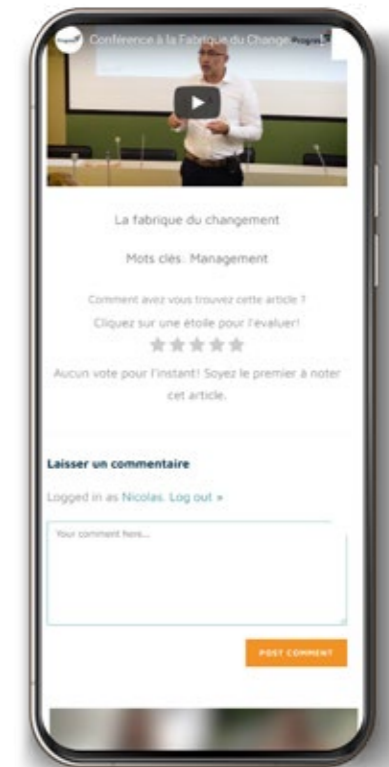 Conférence à la Fabrique du Change
Progress
La fabrique du changement
Mots clés: Management
Comment avez vous trouvez cette article ?
Cliquez sur une étoile pour l'évaluer!
Aucun vote pour l'instant! Soyez le premier à noter
cet article.
Laisser un commentaire
Logged in as Nicolas. Log out »
Your comment here...
POST COMMENT